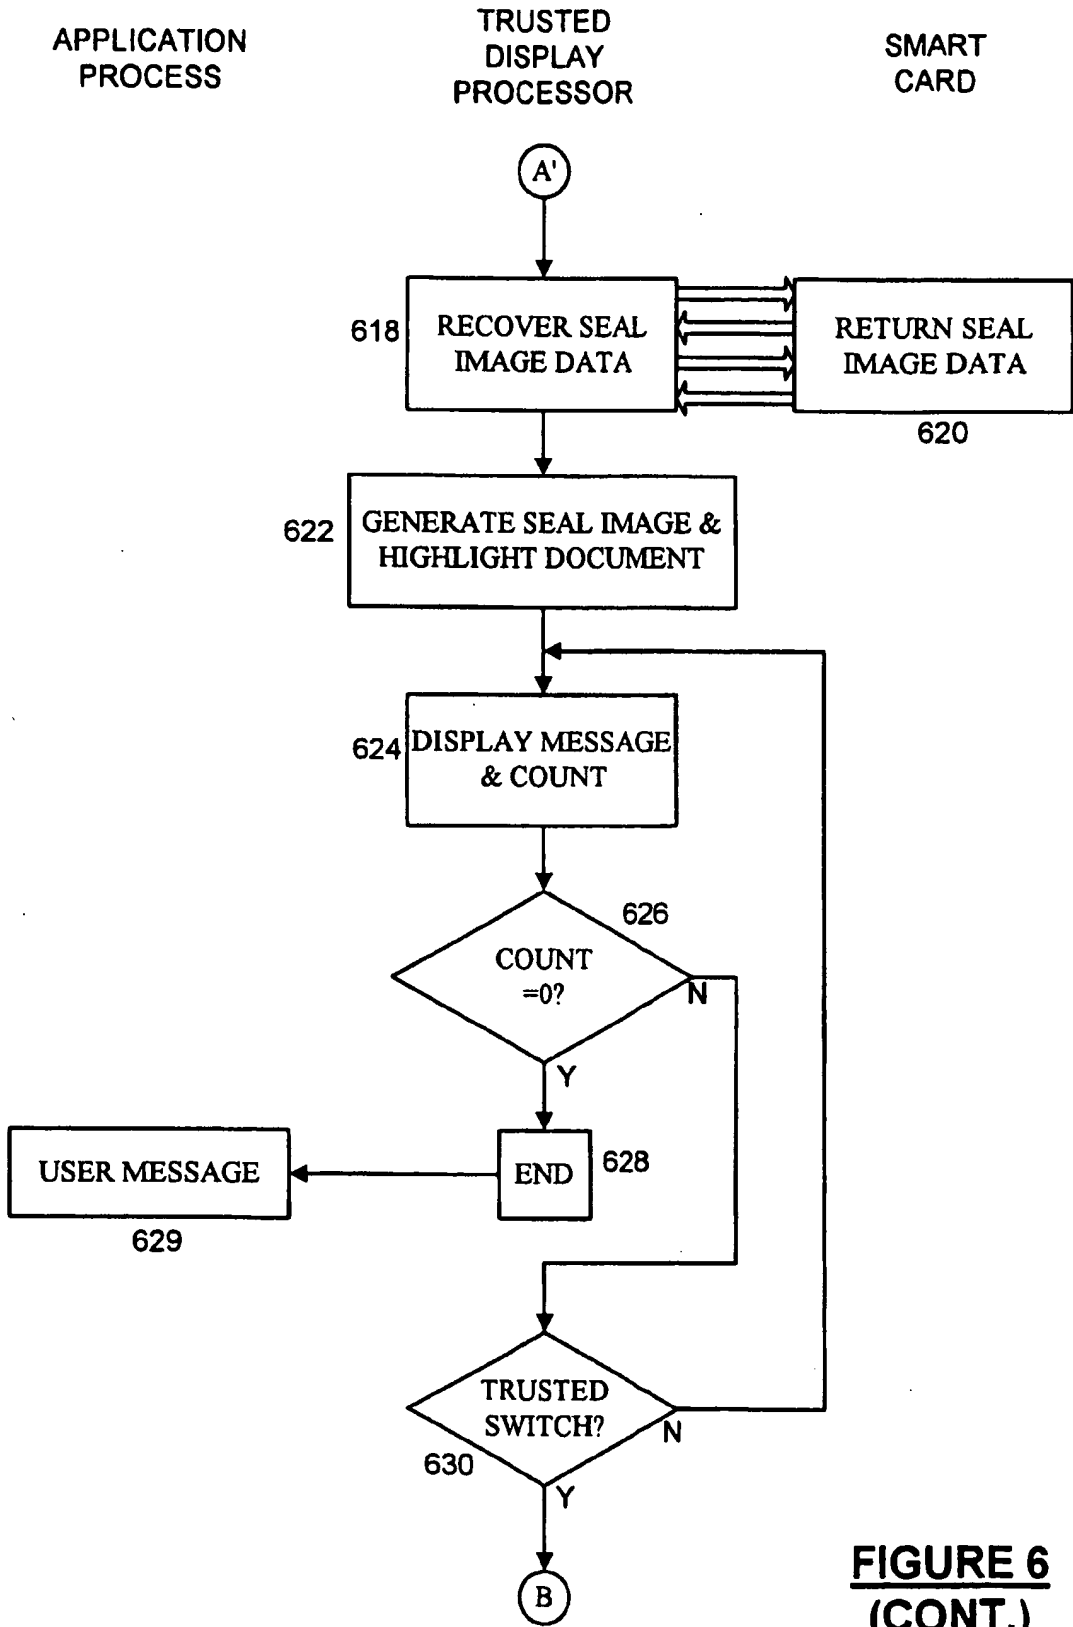 APPLICATION
PROCESS
TRUSTED
DISPLAY
PROCESSOR
SMART
CARD
A'
618
RECOVER SEAL
IMAGE DATA
RETURN SEAL
IMAGE DATA
620
622
GENERATE SEAL IMAGE &
HIGHLIGHT DOCUMENT
624
DISPLAY MESSAGE
& COUNT
626
COUNT
=0?
N
Y
USER MESSAGE
629
END
628
TRUSTED
SWITCH?
N
630
Y
B
FIGURE 6
(CONT.)